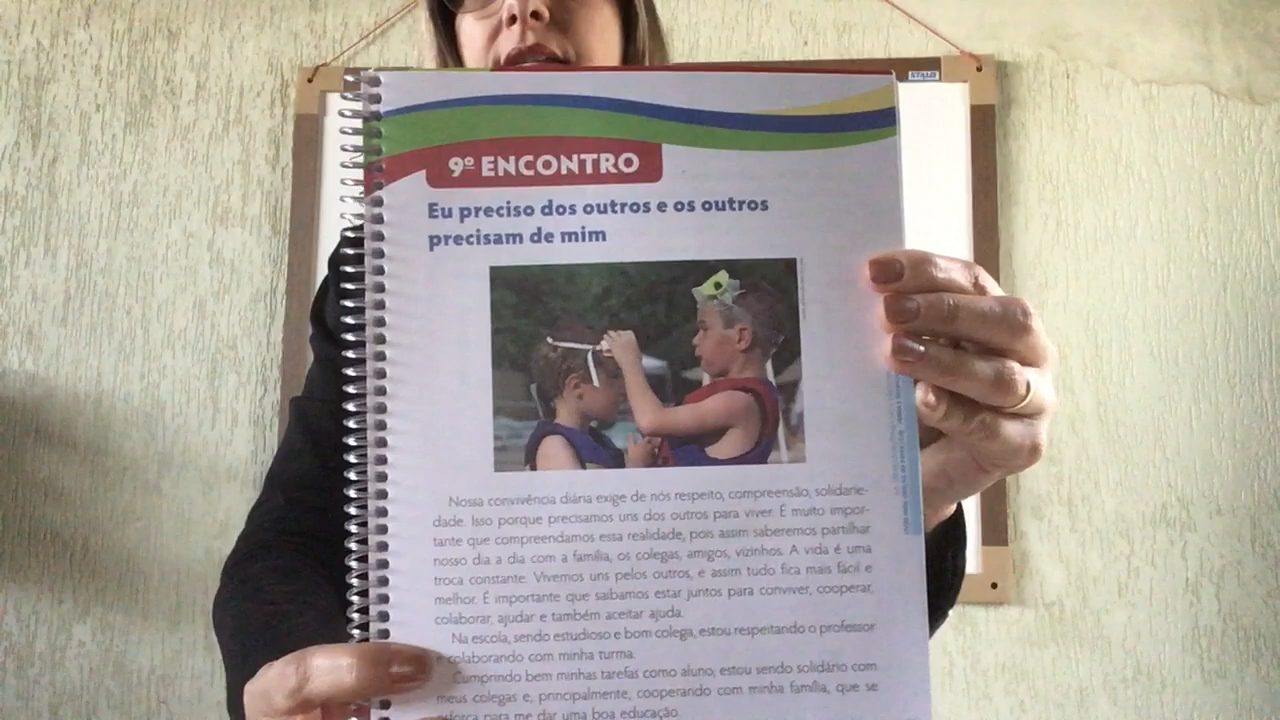 STALO
9º ENCONTRO
Eu preciso dos outros e os outros
precisam de mim
Nossa convivência diária exige de nós respeito, compreensão, solidarie-
dade. Isso porque precisamos uns dos outros para viver. É muito impor-
tante que compreendamos essa realidade, pois assim saberemos partilhar
nosso dia a dia com a família, os colegas, amigos, vizinhos. A vida é uma
troca constante. Vivemos uns pelos outros, e assim tudo fica mais fácil e
melhor. É importante que saibamos estar juntos para conviver, cooperar,
colaborar, ajudar e também aceitar ajuda.
Na escola, sendo estudioso e bom colega, estou respeitando o professor
e colaborando com minha turma.
Cumprindo bem minhas tarefas como aluno, estou sendo solidário com
meus colegas e, principalmente, cooperando com minha família, que se
esforça para me dar uma boa educação.